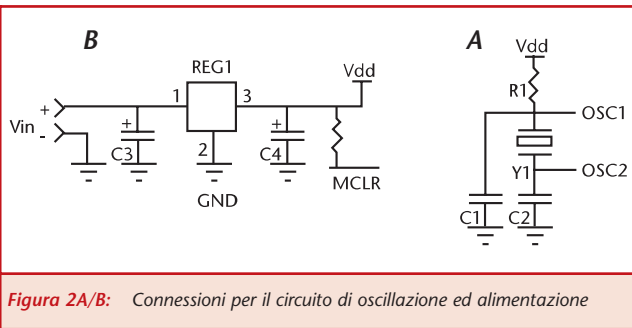 B
REG1
Vdd
+
1
3
Vin
-
+
+
C3
2
C4
MCLR
GND
A
Vdd
R1
OSC1
Y1
OSC2
C1
C2
Figura 2A/B: Connessioni per il circuito di oscillazione ed alimentazione